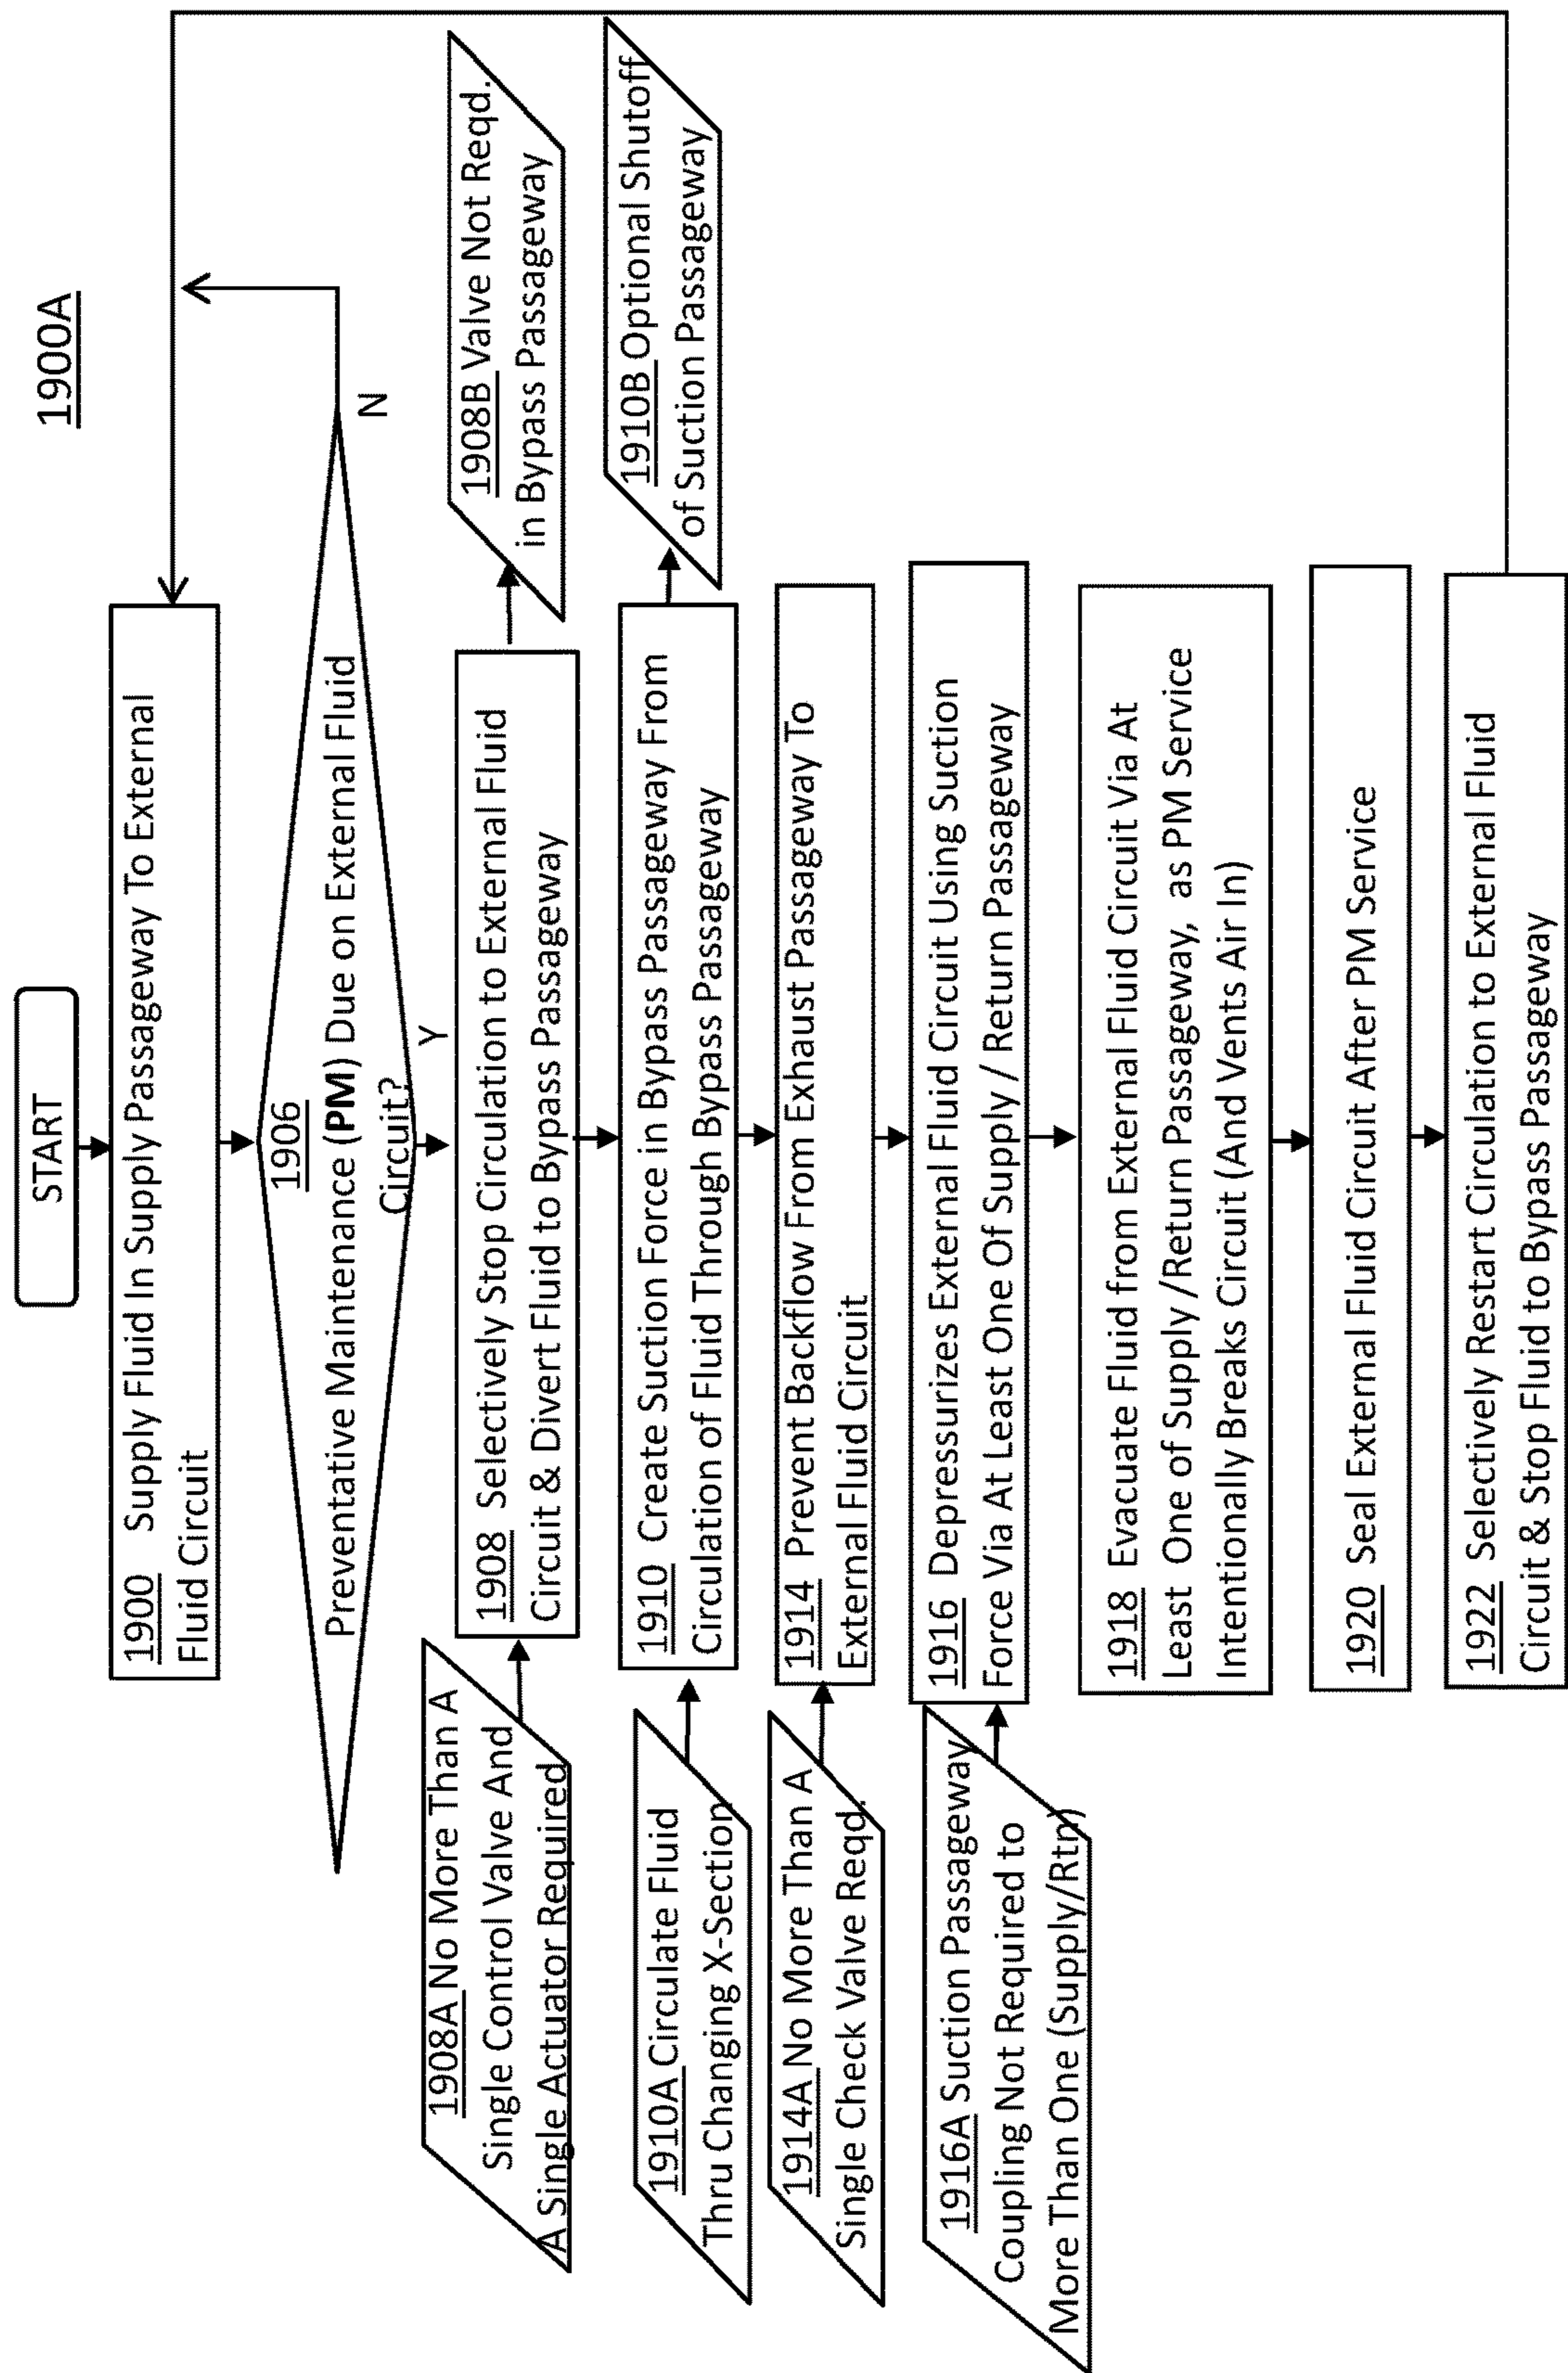 1900A
START
1900 Supply Fluid In Supply Passageway To External
Fluid Circuit
1906
Preventative Maintenance (PM) Due on External Fluid
Circuit?
N
Y
1908A No More Than A
Single Control Valve And
A Single Actuator Required
1908 Selectively Stop Circulation to External Fluid
Circuit & Divert Fluid to Bypass Passageway
1908B Valve Not Reqd.
in Bypass Passageway
1910A Circulate Fluid
Thru Changing X-Section
1910 Create Suction Force in Bypass Passageway From
Circulation of Fluid Through Bypass Passageway
1910B Optional Shutoff
of Suction Passageway
1914A No More Than A
Single Check Valve Reqd.
1914 Prevent Backflow From Exhaust Passageway To
External Fluid Circuit
1916A Suction Passageway
Coupling Not Required to
More Than One (Supply/Rtn)
1916 Depressurizes External Fluid Circuit Using Suction
Force Via At Least One Of Supply / Return Passageway
1918 Evacuate Fluid from External Fluid Circuit Via At
Least One of Supply /Return Passageway, as PM Service
Intentionally Breaks Circuit (And Vents Air In)
1920 Seal External Fluid Circuit After PM Service
1922 Selectively Restart Circulation to External Fluid
Circuit & Stop Fluid to Bypass Passageway